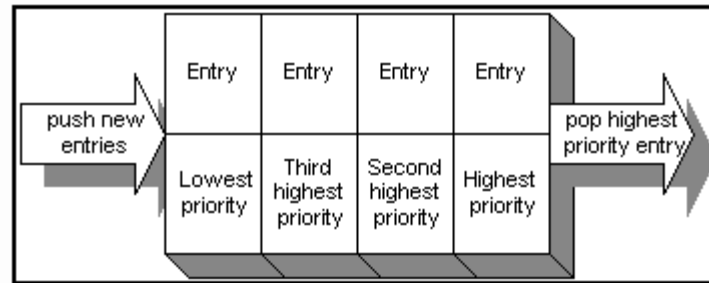 push new
entries
Entry
Entry
Entry
Entry
Lowest
priority
Third
highest
priority
Second
highest
priority
Highest
priority
pop highest
priority entry